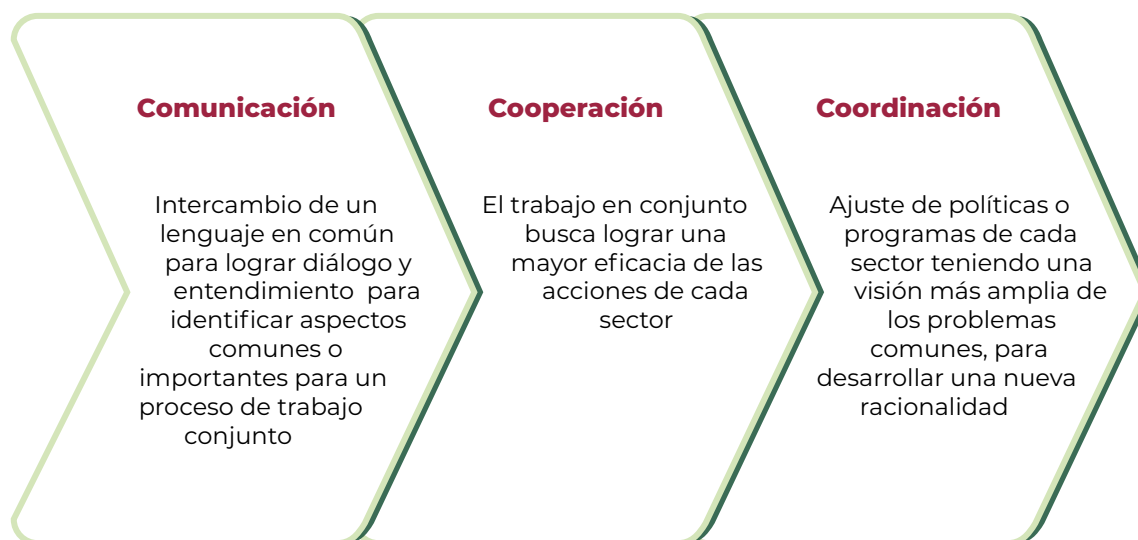 Comunicación
Intercambio de un
lenguaje en común
para lograr diálogo y
entendimiento  para
identificar aspectos
comunes o
importantes para un
proceso de trabajo
conjunto
Cooperación
El trabajo en conjunto
busca lograr una
mayor eficacia de las
acciones de cada
sector
Coordinación
Ajuste de políticas o
programas de cada
sector teniendo una
visión más amplia de
los problemas
comunes, para
desarrollar una nueva
racionalidad